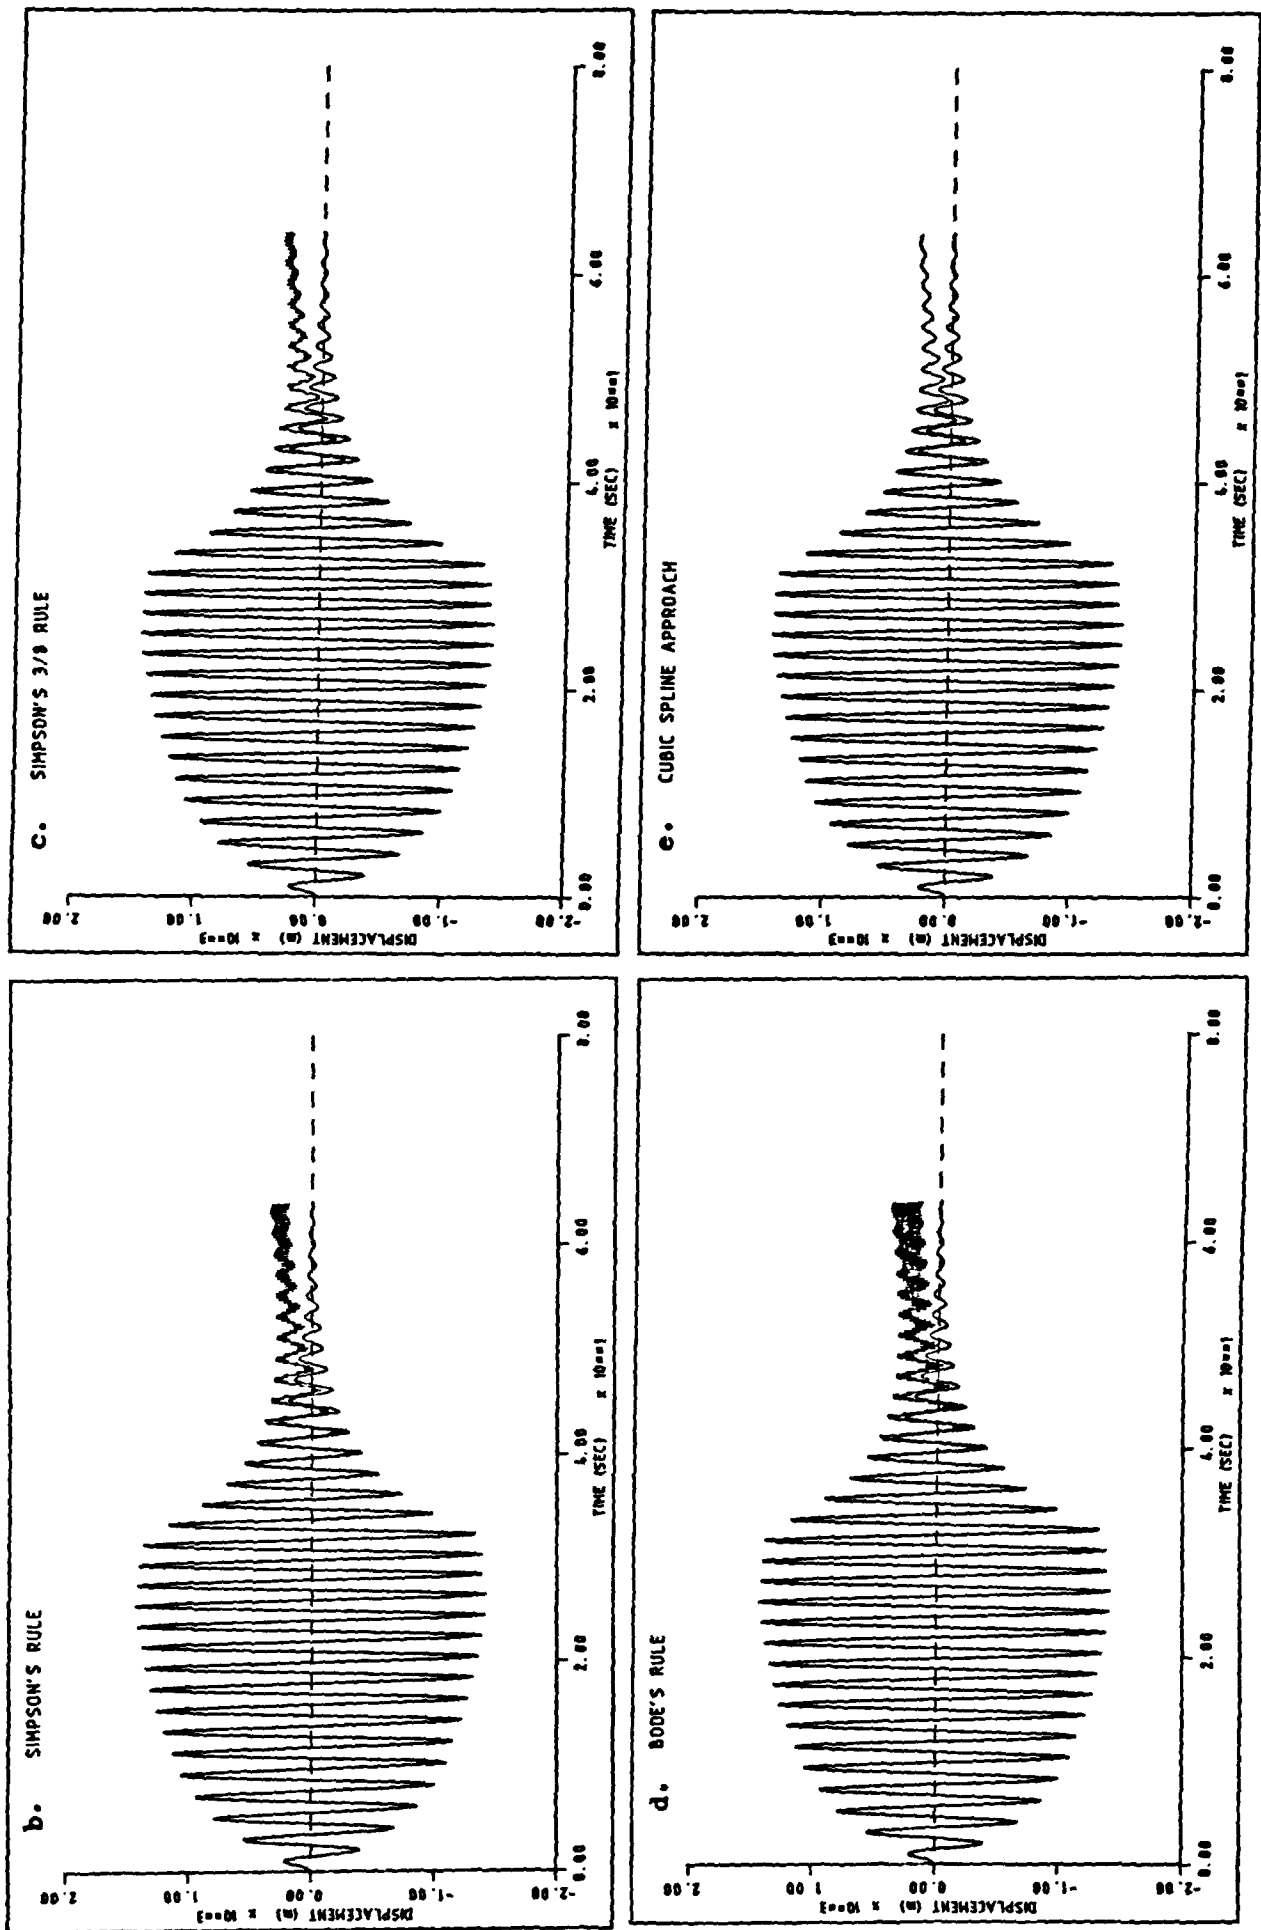 b. SIMPSON'S RULE
2.00
1.00
0.00
-1.00
-2.00
DISPLACEMENT (m) x 10**3
0.00 2.00 4.00 6.00 8.00
TIME (SEC) x 10**1
c. SIMPSON'S 3/8 RULE
2.00
1.00
0.00
-1.00
-2.00
DISPLACEMENT (m) x 10**3
0.00 2.00 4.00 6.00 8.00
TIME (SEC) x 10**1
d. BODE'S RULE
2.00
1.00
0.00
-1.00
-2.00
DISPLACEMENT (m) x 10**3
0.00 2.00 4.00 6.00 8.00
TIME (SEC) x 10**1
e. CUBIC SPLINE APPROACH
2.00
1.00
0.00
-1.00
-2.00
DISPLACEMENT (m) x 10**3
0.00 2.00 4.00 6.00 8.00
TIME (SEC) x 10**1